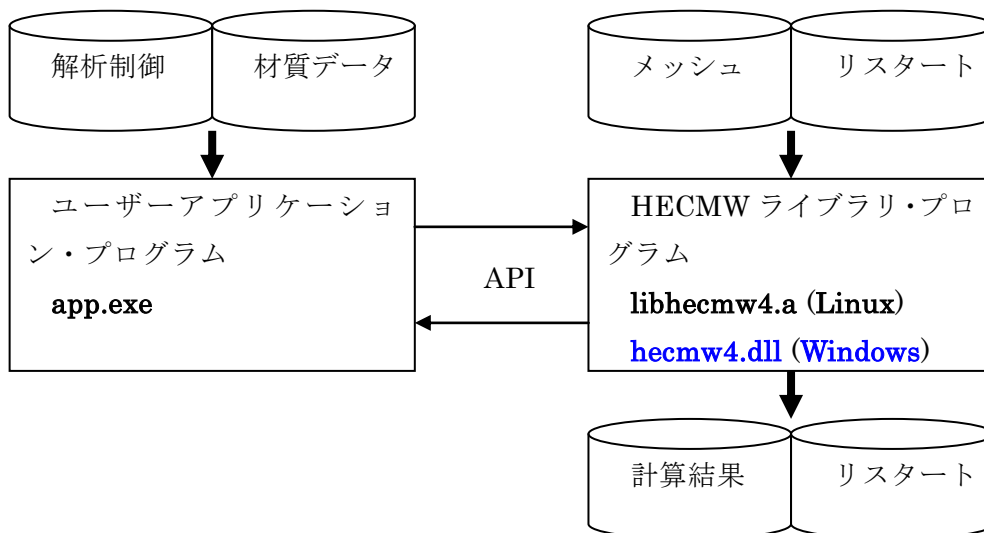 解析制御
材質データ
メッシュ
リスタート
ユーザーアプリケーショ
ン・プログラム
app.exe
API
HECMW ライブラリ・プロ
グラム
libhecmw4.a (Linux)
hecmw4.dll (Windows)
計算結果
リスタート